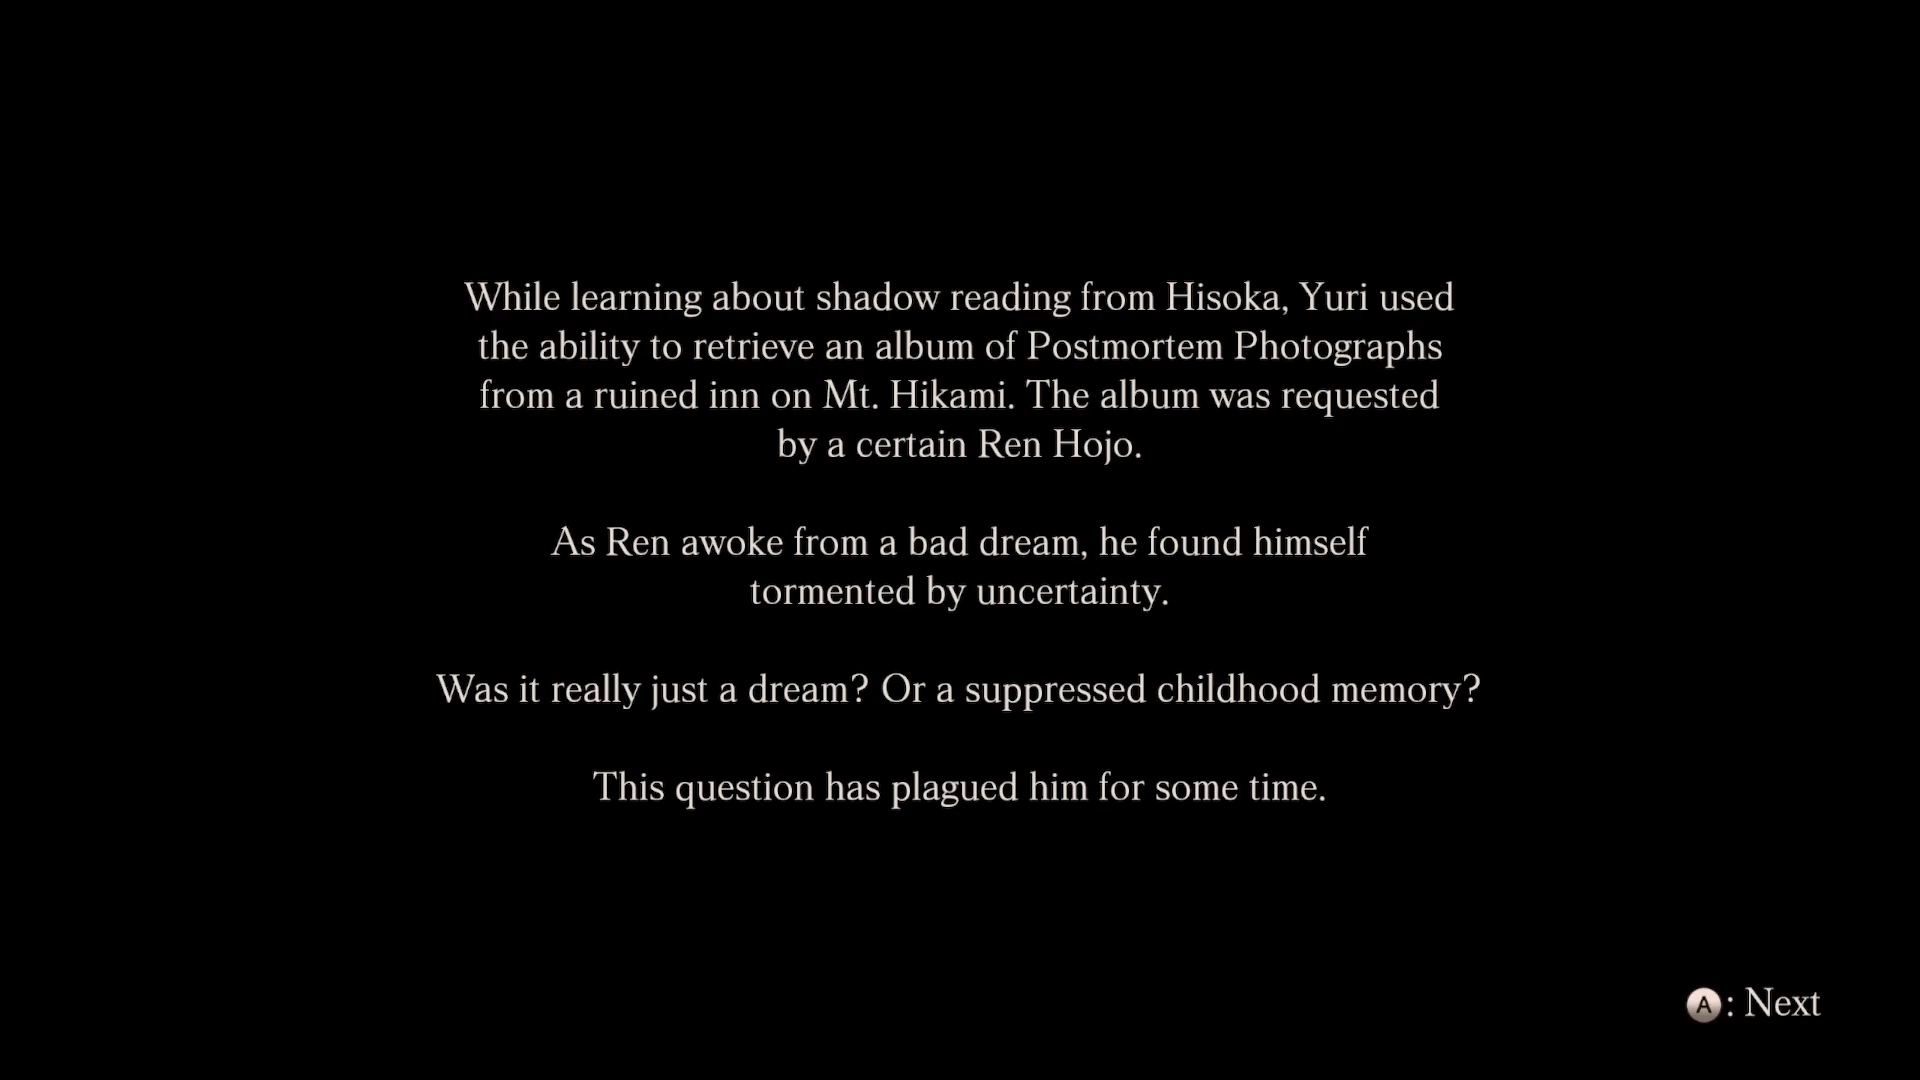 While learning about shadow reading from Hisoka, Yuri used
the ability to retrieve an album of Postmortem Photographs
from a ruined inn on Mt. Hikami. The album was requested
by a certain Ren Hojo.
As Ren awoke from a bad dream, he found himself
tormented by uncertainty.
Was it really just a dream? Or a suppressed childhood memory?
This question has plagued him for some time.
A: Next